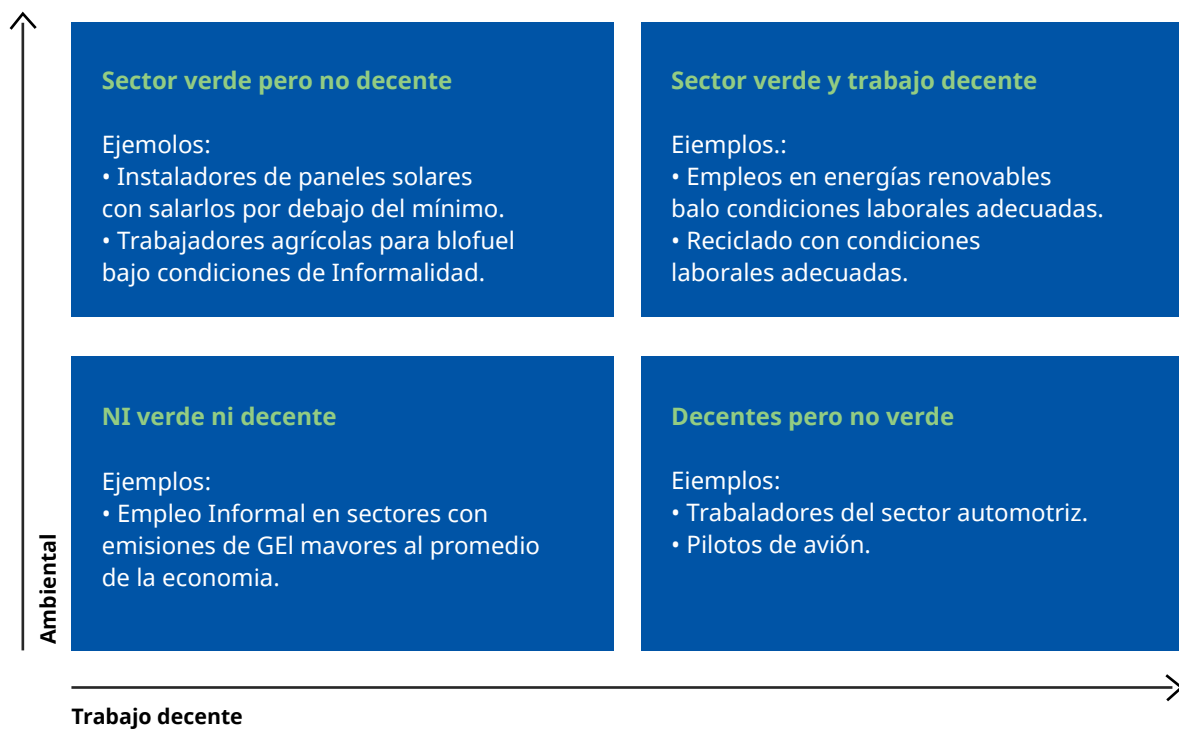 Sector verde pero no decente
Ejemolos:
• Instaladores de paneles solares
con salarlos por debajo del mínimo.
• Trabajadores agrícolas para blofuel
bajo condiciones de Informalidad.
Sector verde y trabajo decente
Eiemplos.:
• Empleos en energías renovables
balo condiciones laborales adecuadas.
• Reciclado con condiciones
laborales adecuadas.
NI verde ni decente
Ejemplos:
• Empleo Informal en sectores con
emisiones de GEl mavores al promedio
de la economia.
Decentes pero no verde
Eiemplos:
• Trabaladores del sector automotriz.
• Pilotos de avión.
Ambiental
Trabajo decente